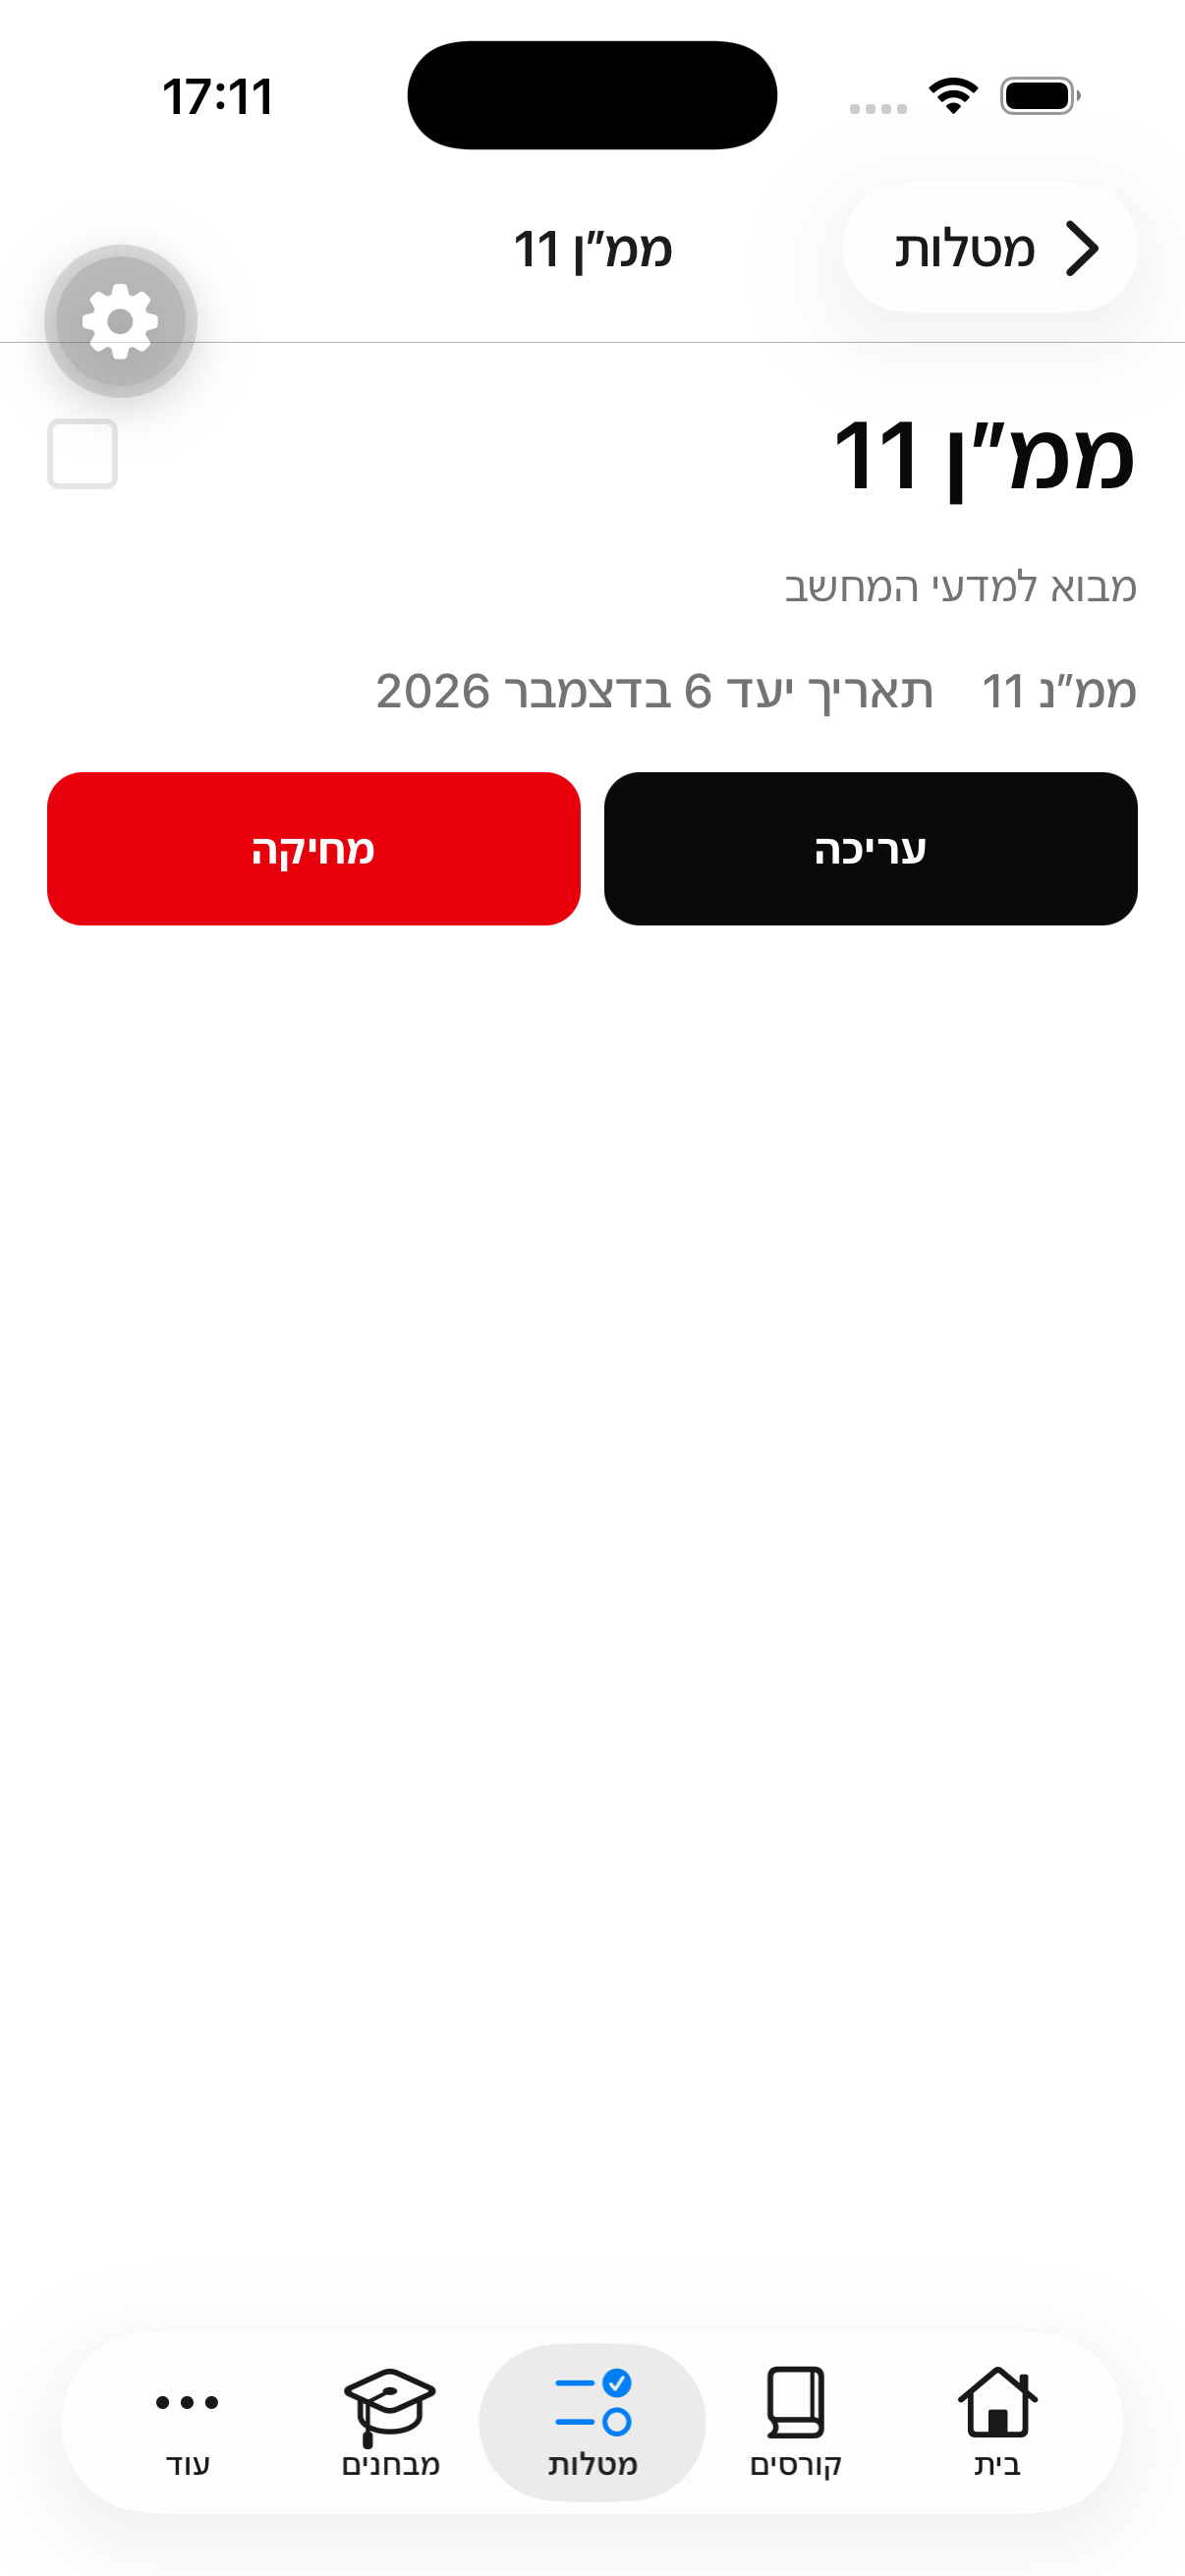 17:11
מטלות
ממ״ן 11
ממ״ן 11
מבוא למדעי המחשב
ממ״נ 11 תאריך יעד 6 בדצמבר 2026
עריכה מחיקה
בית קורסים מטלות מבחנים עוד